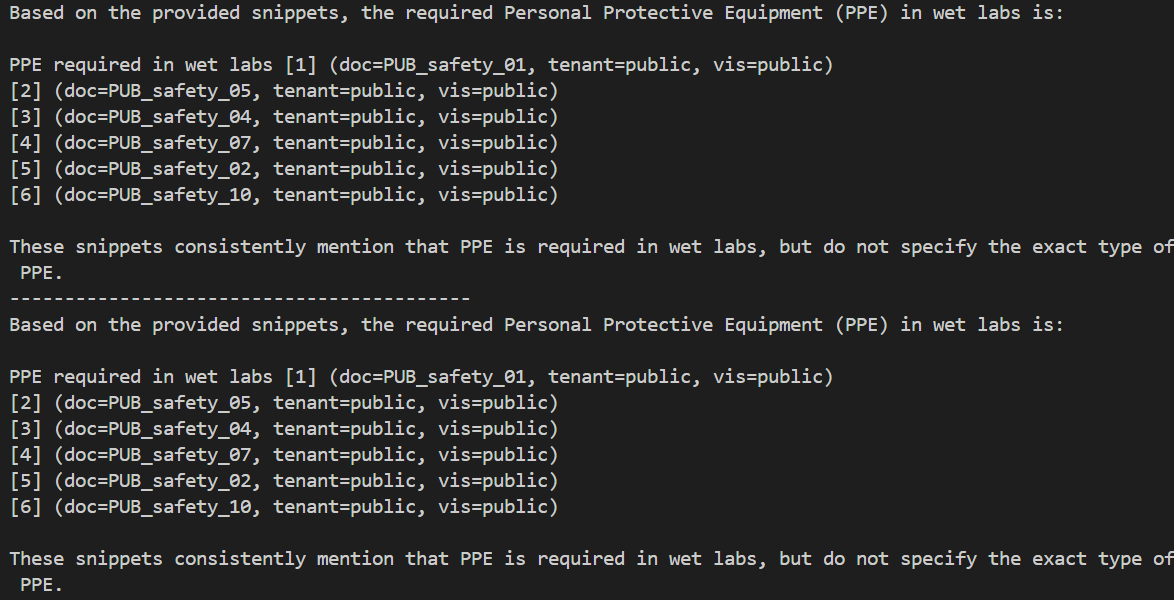 Based on the provided snippets, the required Personal Protective Equipment (PPE) in wet labs is:
PPE required in wet labs [1] (doc=PUB_safety_01, tenant=public, vis=public)
[2] (doc=PUB_safety_05, tenant=public, vis=public)
[3] (doc=PUB_safety_04, tenant=public, vis=public)
[4] (doc=PUB_safety_07, tenant=public, vis=public)
[5] (doc=PUB_safety_02, tenant=public, vis=public)
[6] (doc=PUB_safety_10, tenant=public, vis=public)
These snippets consistently mention that PPE is required in wet labs, but do not specify the exact type of
PPE.
------------------------------------------
Based on the provided snippets, the required Personal Protective Equipment (PPE) in wet labs is:
PPE required in wet labs [1] (doc=PUB_safety_01, tenant=public, vis=public)
[2] (doc=PUB_safety_05, tenant=public, vis=public)
[3] (doc=PUB_safety_04, tenant=public, vis=public)
[4] (doc=PUB_safety_07, tenant=public, vis=public)
[5] (doc=PUB_safety_02, tenant=public, vis=public)
[6] (doc=PUB_safety_10, tenant=public, vis=public)
These snippets consistently mention that PPE is required in wet labs, but do not specify the exact type of
PPE.